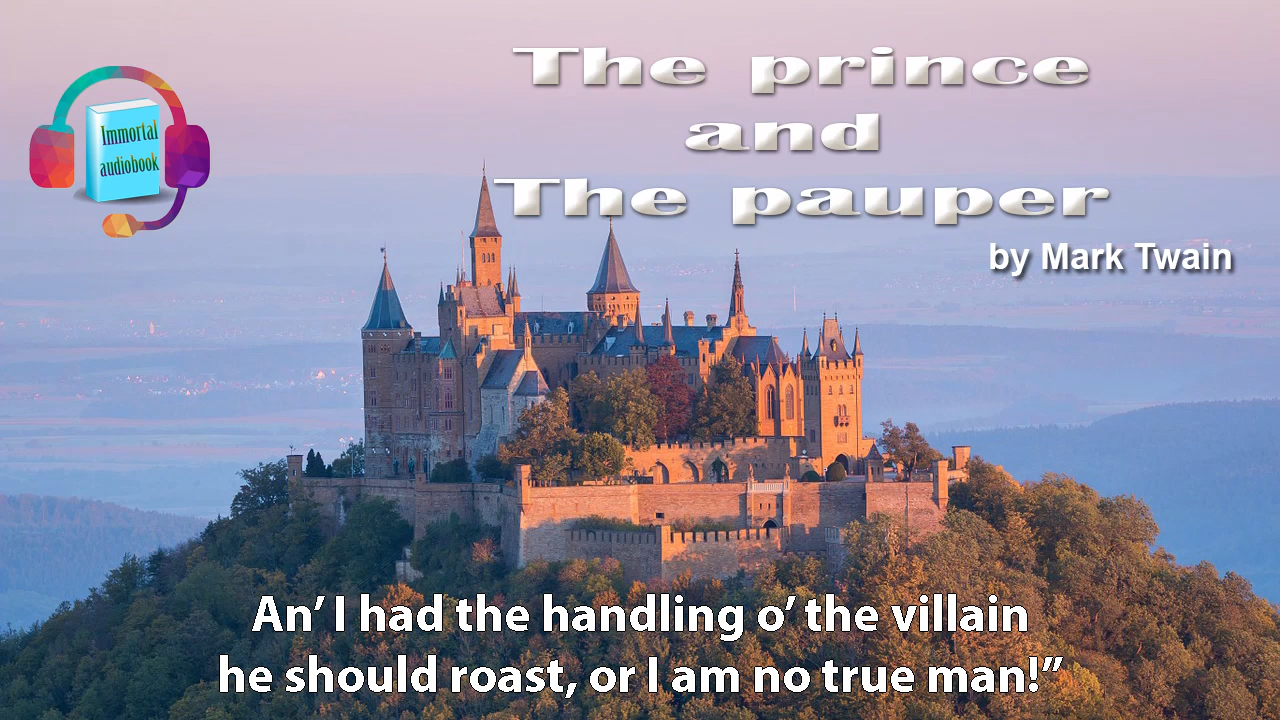 Immortal
audiobook
The prince
and
The pauper
by Mark Twain
An’ I had the handling o’ the villain
he should roast, or I am no true man!”